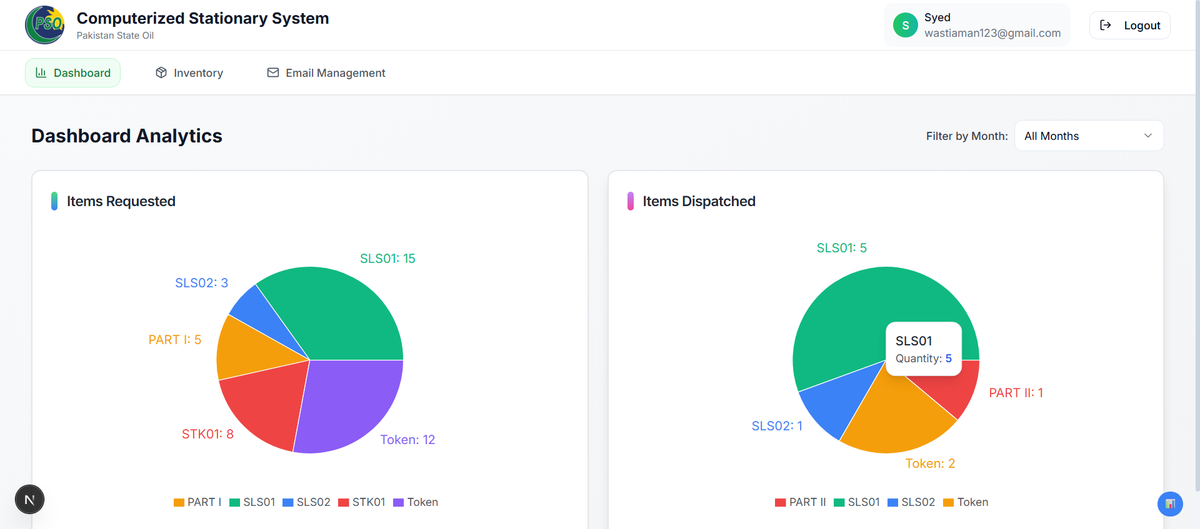 PSO
Computerized Stationary System
Pakistan State Oil
S
Syed
wastiaman123@gmail.com
Logout
Dashboard
Inventory
Email Management
Dashboard Analytics
Filter by Month:
All Months
Items Requested
SLS01: 15
SLS02: 3
PART I: 5
STK01: 8
Token: 12
PART I SLS01 SLS02 STK01 Token
Items Dispatched
SLS01: 5
SLS01
Quantity: 5
PART II: 1
SLS02: 1
Token: 2
PART II SLS01 SLS02 Token
N